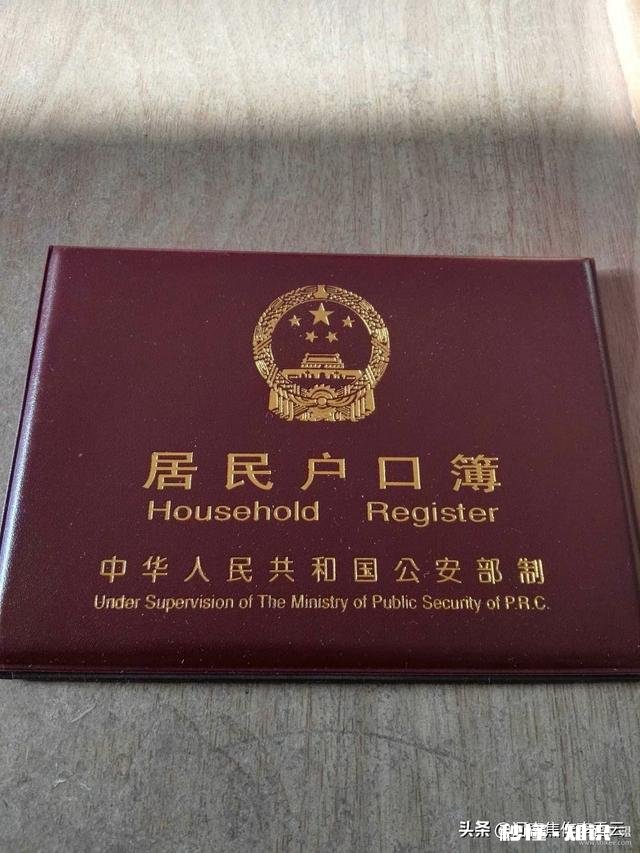 居民户口簿
Household Register
中华人民共和国公安部制
Under Supervision of The Ministry of Public Security of P.R.C.
头条